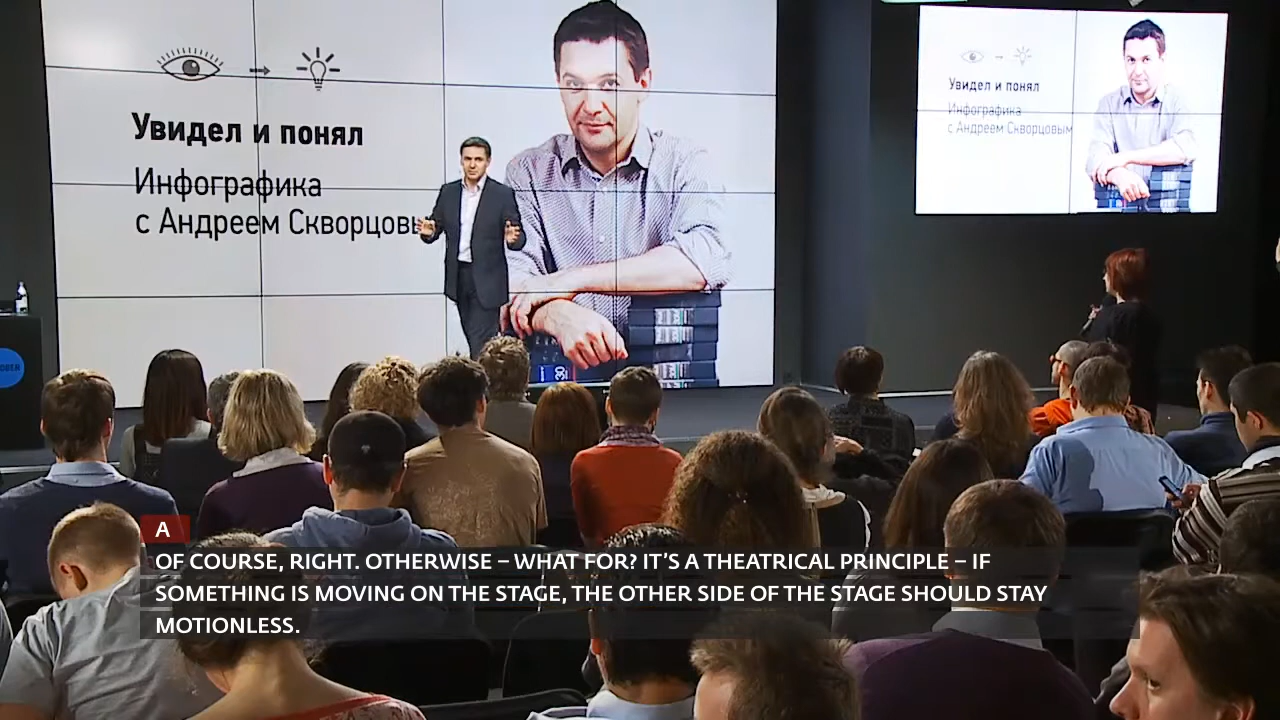 Увидел и понял
Инфографика
с Андреем Скворцовы
Увидел и понял
Инфографика
с Андреем Скворцовым
A
OF COURSE, RIGHT. OTHERWISE – WHAT FOR? IT'S A THEATRICAL PRINCIPLE – IF
SOMETHING IS MOVING ON THE STAGE, THE OTHER SIDE OF THE STAGE SHOULD STAY
MOTIONLESS.